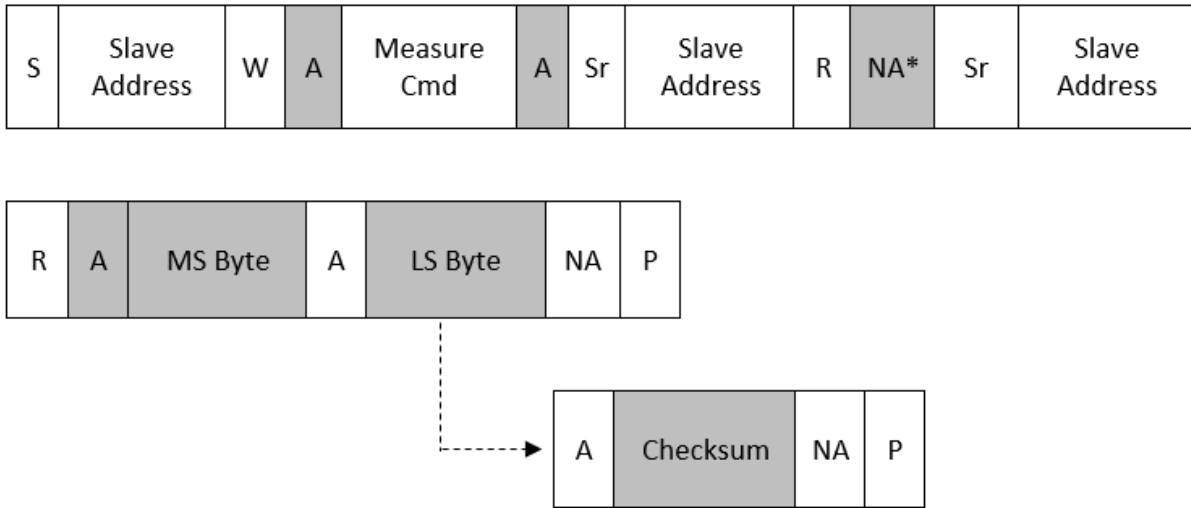 S Slave Address W A Measure Cmd A Sr Slave Address R NA* Sr Slave Address
R A MS Byte A LS Byte NA P
A Checksum NA P